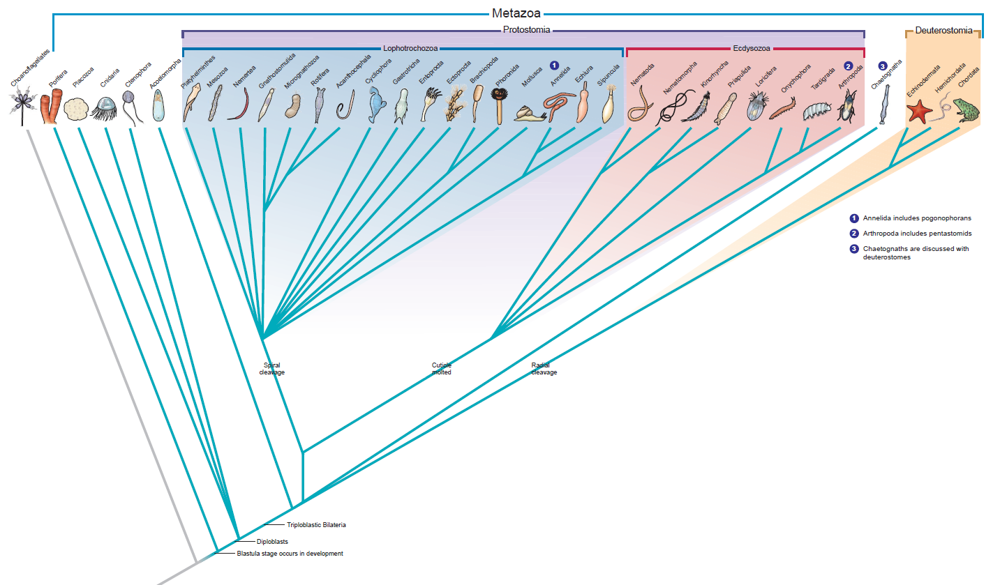 Metazoa
Protostomia
Deuterostomia
Lophotrochozoa
Ecdysozoa
Choanoflagellates
Porifera
Placozoa
Cnidaria
Ctenophora
Acoelomorpha
Platyhelminthes
Mesozoa
Nemertea
Gnathostomulida
Micrognathozoa
Rotifera
Acanthocephala
Cycliophora
Gastrotricha
Entoprocta
Ectoprocta
Brachiopoda
Phoronida
Mollusca
1
Annelida
Echiura
Sipuncula
Nematoda
Nematomorpha
Kinorhyncha
Priapulida
Loricifera
Onychophora
Tardigrada
2
Arthropoda
3
Chaetognatha
Echinodermata
Hemichordata
Chordata
1 Annelida includes pogonophorans
2 Arthropoda includes pentastomids
3 Chaetognaths are discussed with
deuterostomes
Spiral
cleavage
Cuticle
molted
Radial
cleavage
Triploblastic Bilateria
Diploblasts
Blastula stage occurs in development